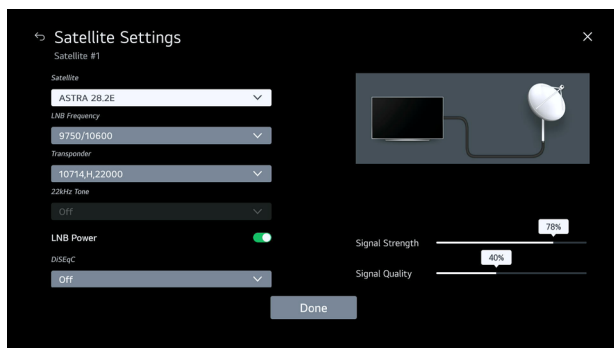 Satellite Settings
Satellite #1
Satellite
ASTRA 28.2E
LNB Frequency
9750/10600
Transponder
10714,H,22000
22kHz Tone
Off
LNB Power
DiSEqC
Off
Signal Strength
78%
Signal Quality
40%
Done